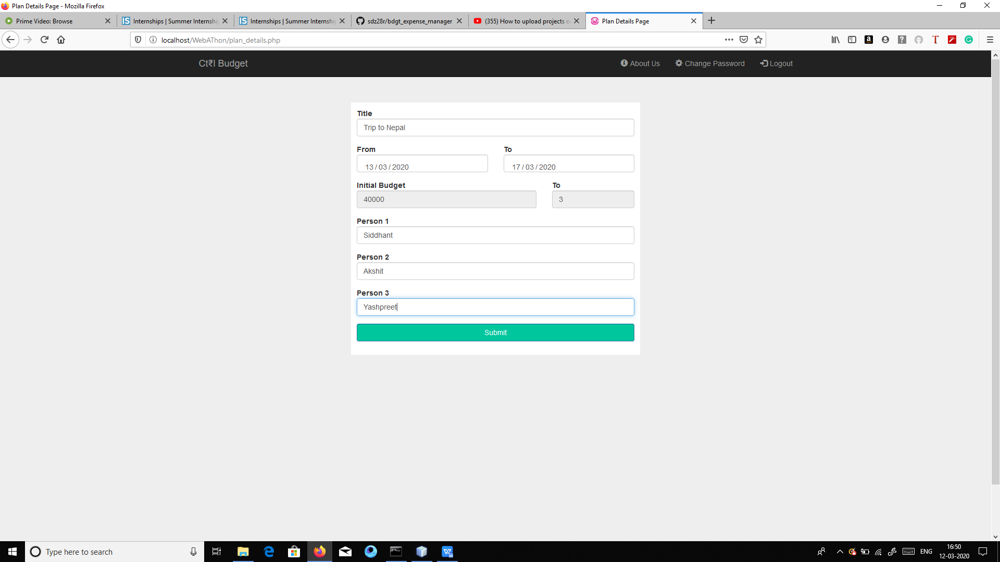 Plan Details Page - Mozilla Firefox
Prime Video: Browse
Internships | Summer Internshi
Internships | Summer Internshi
sdz28r/bdgt_expense_manager
(355) How to upload projects o
Plan Details Page
localhost/WebAThon/plan_details.php
Ct₹l Budget
About Us
Change Password
Logout
Title
Trip to Nepal
From
To
13 / 03 / 2020
17 / 03 / 2020
Initial Budget
To
40000
3
Person 1
Siddhant
Person 2
Akshit
Person 3
Yashpreet
Submit
Type here to search
ENG
16:50
12-03-2020